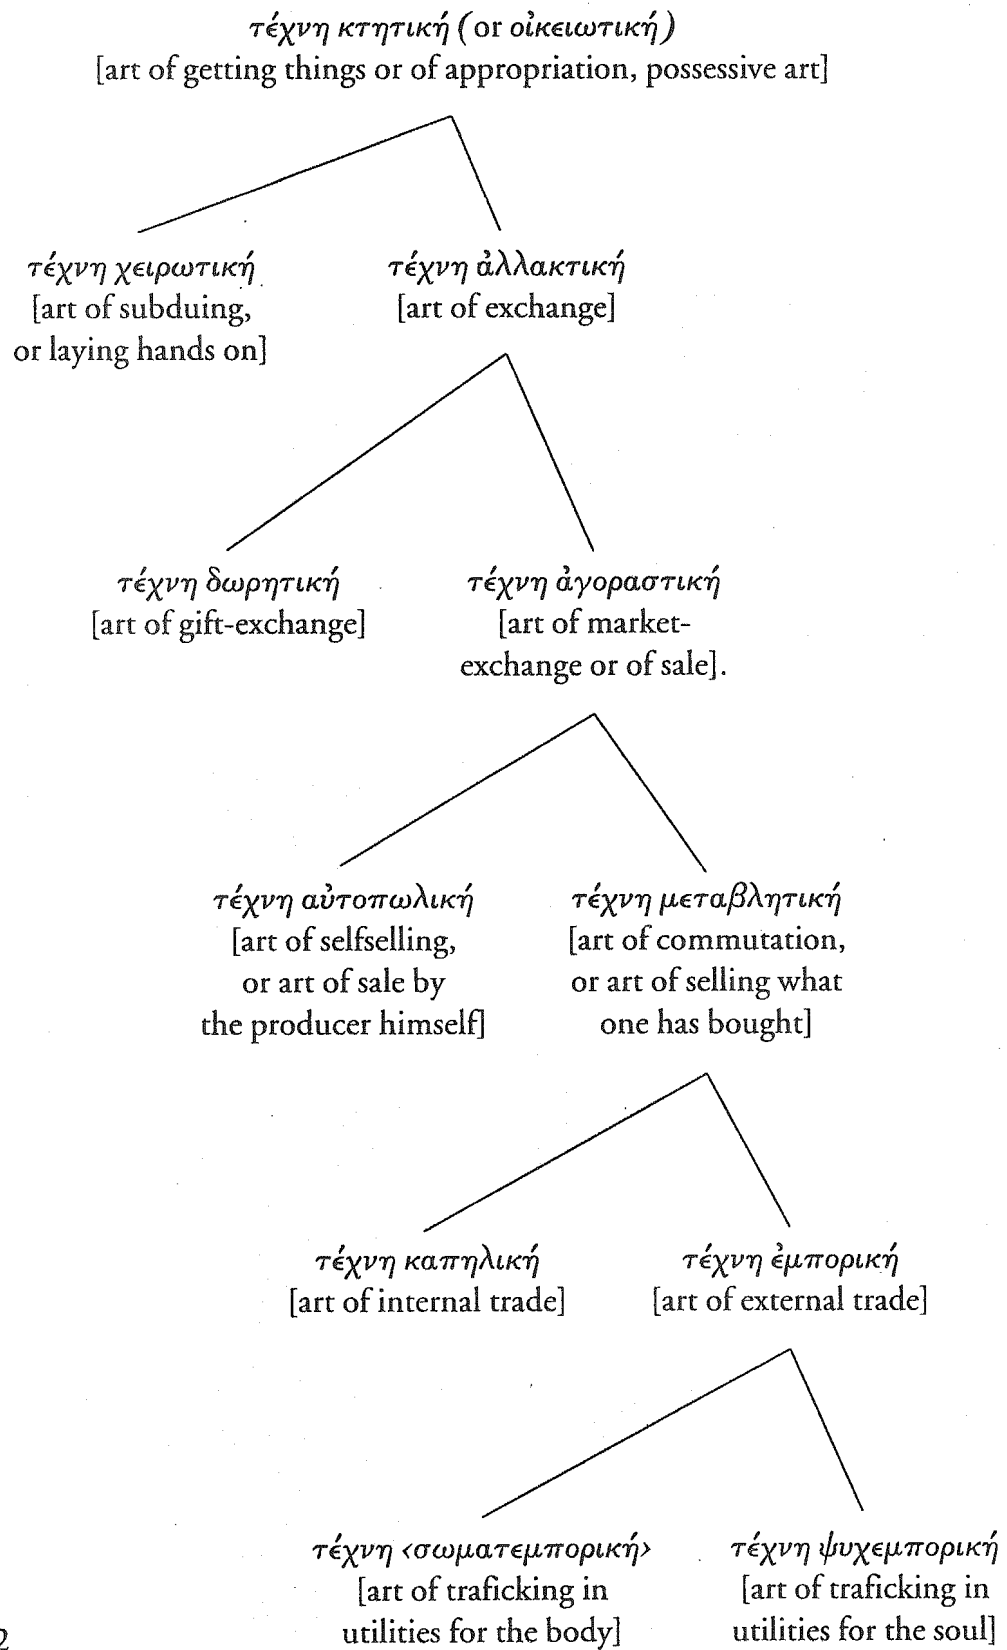 τέχνη κτητική (or οἰκειωτική)
[art of getting things or of appropriation, possessive art]
τέχνη χειρωτική
[art of subduing,
or laying hands on]
τέχνη ἀλλακτική
[art of exchange]
τέχνη δωρητική
[art of gift-exchange]
τέχνη ἀγοραστική
[art of market-
exchange or of sale].
τέχνη αὐτοπωλική
[art of selfselling,
or art of sale by
the producer himself]
τέχνη μεταβλητική
[art of commutation,
or art of selling what
one has bought]
τέχνη καπηλική
[art of internal trade]
τέχνη ἐμπορική
[art of external trade]
τέχνη ‹σωματεμπορική›
[art of traficking in
utilities for the body]
τέχνη ψυχεμπορική
[art of traficking in
utilities for the soul]
2